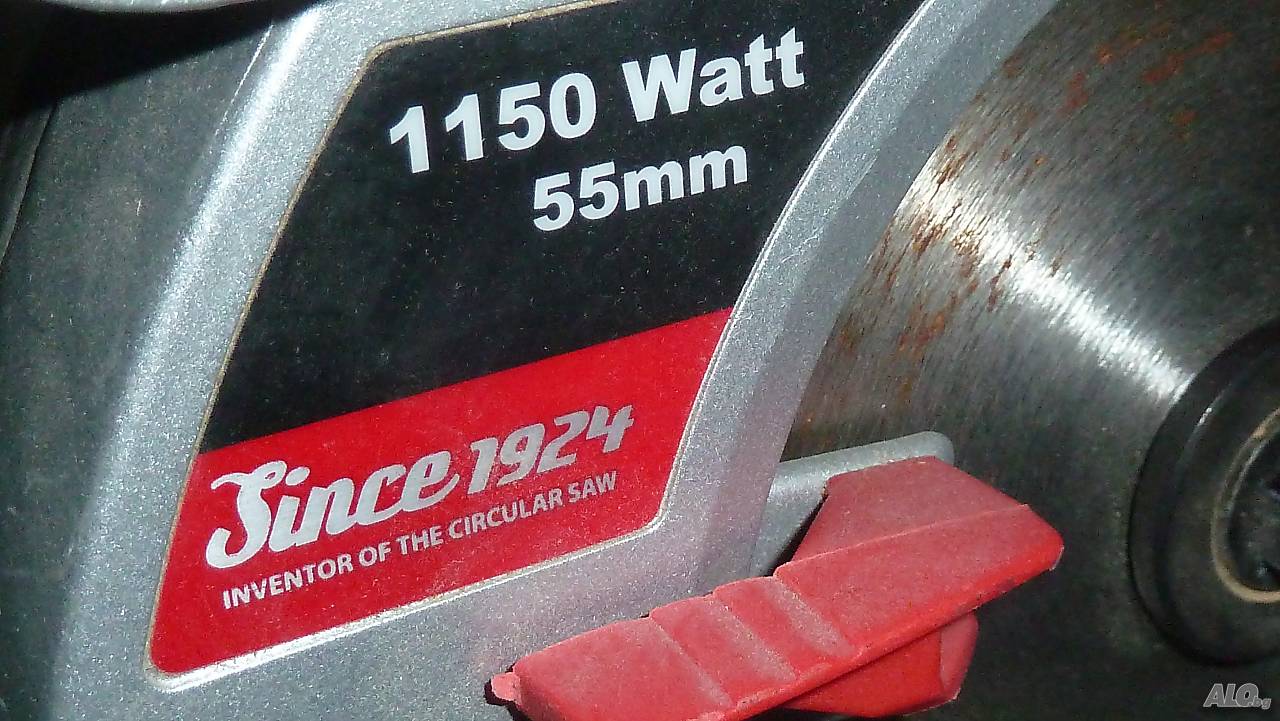 1150 Watt
55mm
Since 1924
INVENTOR OF THE CIRCULAR SAW
ALO.bg